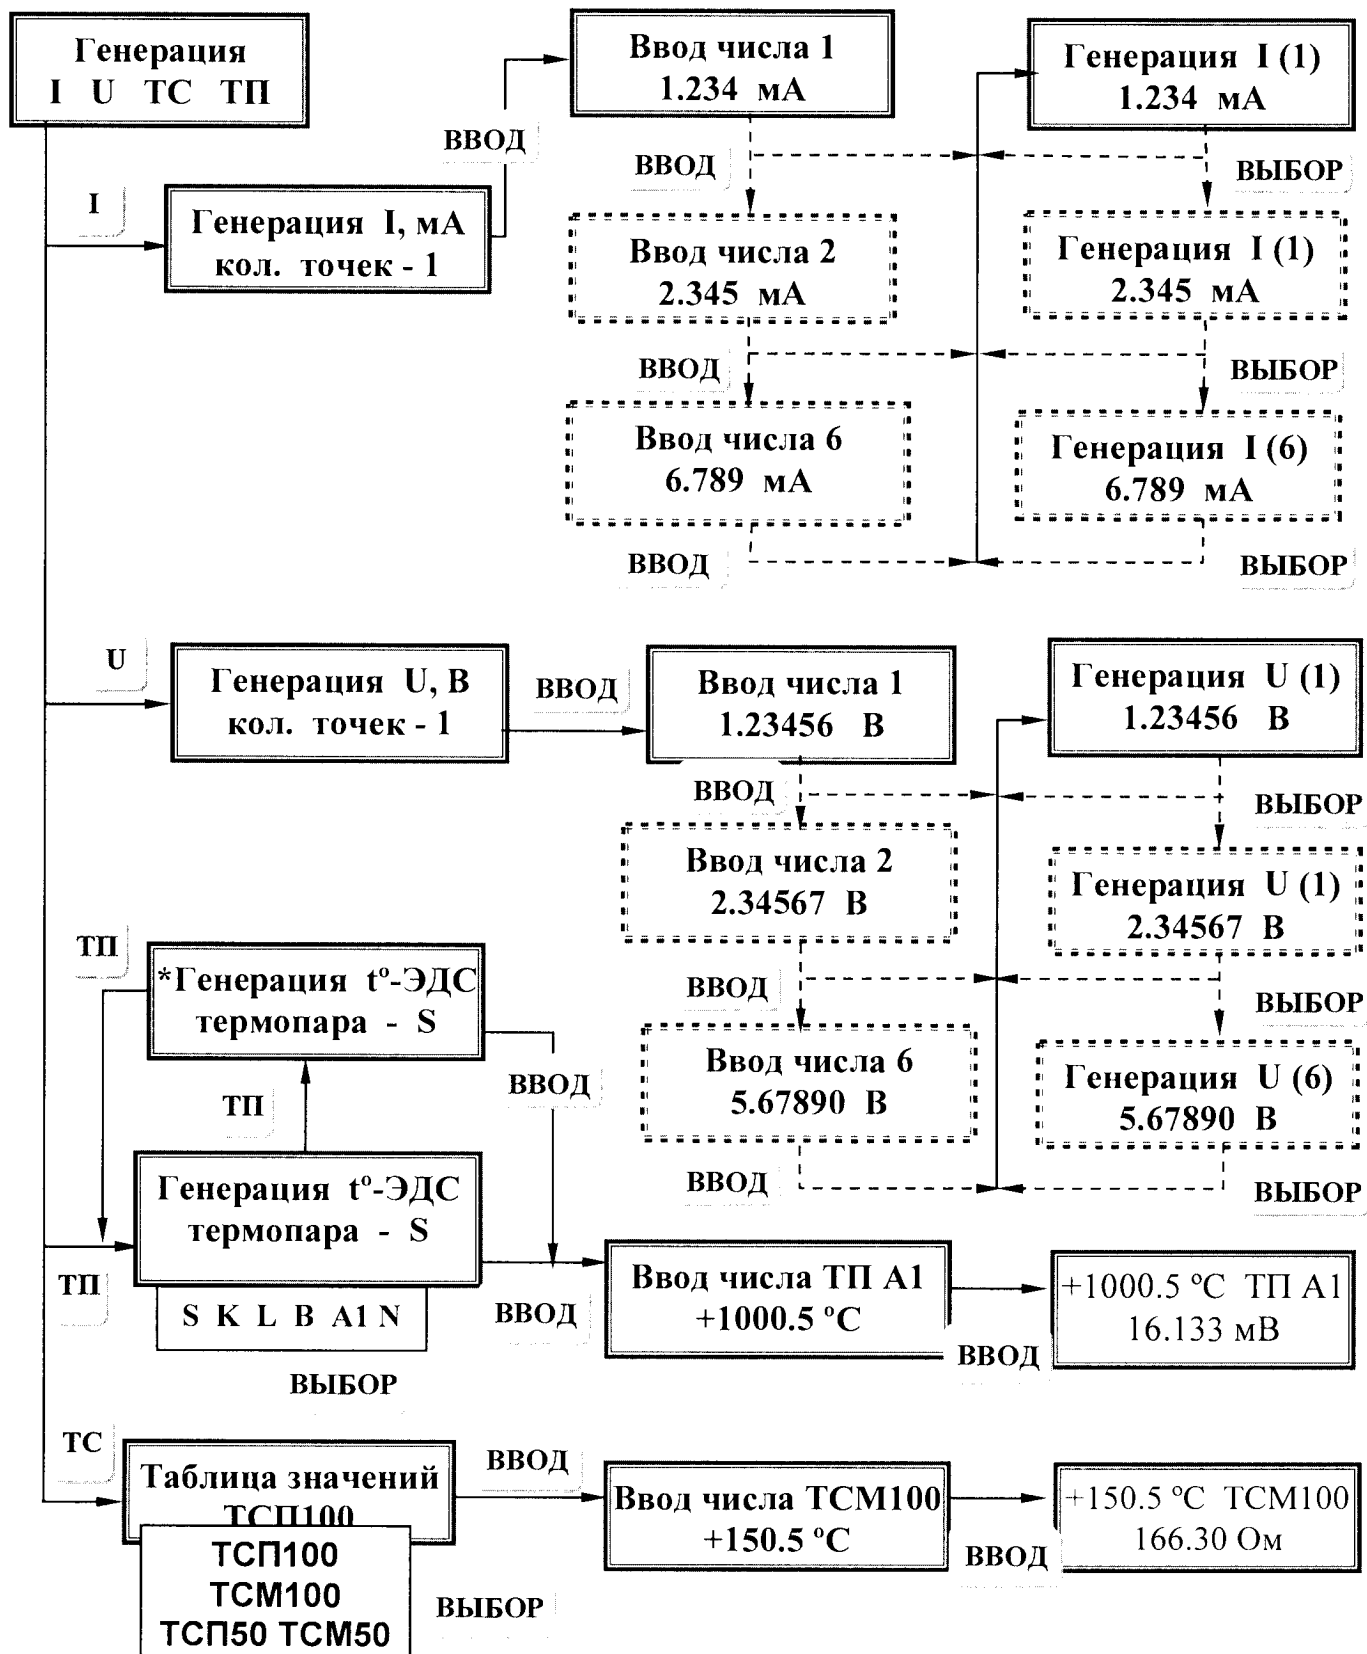 Генерация
I U ТС ТП
Ввод числа 1
1.234 мА
Генерация I (1)
1.234 мА
ВВОД
ВВОД
ВЫБОР
I
Генерация I, мА
кол. точек - 1
Ввод числа 2
2.345 мА
Генерация I (1)
2.345 мА
ВВОД
ВЫБОР
Ввод числа 6
6.789 мА
Генерация I (6)
6.789 мА
ВВОД
ВЫБОР
U
Генерация U, В
кол. точек - 1
ВВОД
Ввод числа 1
1.23456 В
Генерация U (1)
1.23456 В
ВВОД
ВЫБОР
Ввод числа 2
2.34567 В
Генерация U (1)
2.34567 В
ТП
*Генерация tº-ЭДС
термопара - S
ВВОД
ВЫБОР
ВВОД
Ввод числа 6
5.67890 В
Генерация U (6)
5.67890 В
ТП
Генерация tº-ЭДС
термопара - S
ВВОД
ВЫБОР
ТП
S K L B A1 N
ВЫБОР
ВВОД
Ввод числа ТП А1
+1000.5 ºС
ВВОД
+1000.5 ºС ТП А1
16.133 мВ
ТС
Таблица значений
ТСП100
ТСП100
ТСМ100
ТСП50 ТСМ50
ВЫБОР
ВВОД
Ввод числа ТСМ100
+150.5 ºС
ВВОД
+150.5 ºС ТСМ100
166.30 Ом